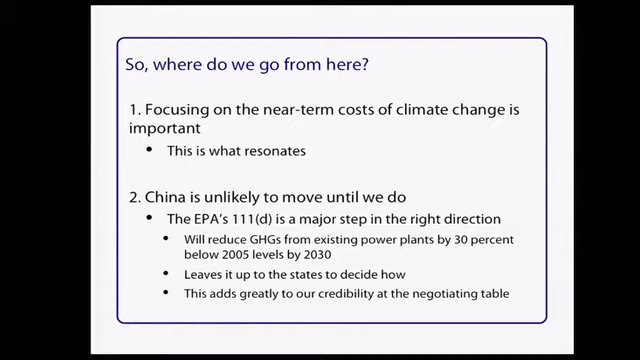 So, where do we go from here?
1. Focusing on the near-term costs of climate change is
important
• This is what resonates
2. China is unlikely to move until we do
• The EPA's 111(d) is a major step in the right direction
• Will reduce GHGs from existing power plants by 30 percent
below 2005 levels by 2030
• Leaves it up to the states to decide how
• This adds greatly to our credibility at the negotiating table